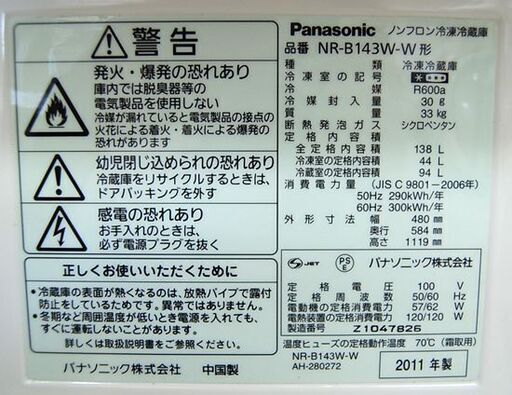 警告
発火・爆発の恐れあり
庫内では脱臭器等の
電気製品を使用しない
冷媒が漏れていると電気製品の接点の
火花による着火・着火による爆発の
恐れがあります。
幼児閉じ込められの恐れあり
冷蔵庫をリサイクルするときは、
ドアパッキングを外す
感電の恐れあり
お手入れのときは、
必ず電源プラグを抜く
正しくお使いいただくために
・冷蔵庫の表面が熱くなるのは、放熱パイプで露付
防止をしているためです。異常ではありません。
・冬期など周囲温度が低いとき電源を入れても、
すぐに運転しないことがあります。
詳しくは取扱説明書をご参照ください。
パナソニック株式会社 中国製
Panasonic ノンフロン冷凍冷蔵庫
品番 NR-B143W-W形
種類 冷凍冷蔵庫
冷凍室の記号
冷媒 R600a
冷媒封入量 30g
質量 33kg
断熱発泡ガス シクロペンタン
定格内容積
全定格内容積 138 L
冷凍室の定格内容積 44 L
冷蔵室の定格内容積 94 L
消費電力量 (JIS C 9801-2006年)
50Hz 290kWh/年
60Hz 300kWh/年
外形寸法 幅 480 mm
奥行 584 mm
高さ 1119 mm
S-JET
PS E
パナソニック株式会社
定格電圧 100 V
定格周波数 50/60 Hz
電動機の定格消費電力 57/62 W
電熱装置の定格消費電力 120/120 W
製造番号 Z1047826
温度ヒューズの定格動作温度 70℃ (霜取用)
NR-B143W-W
AH-280272
2011年製